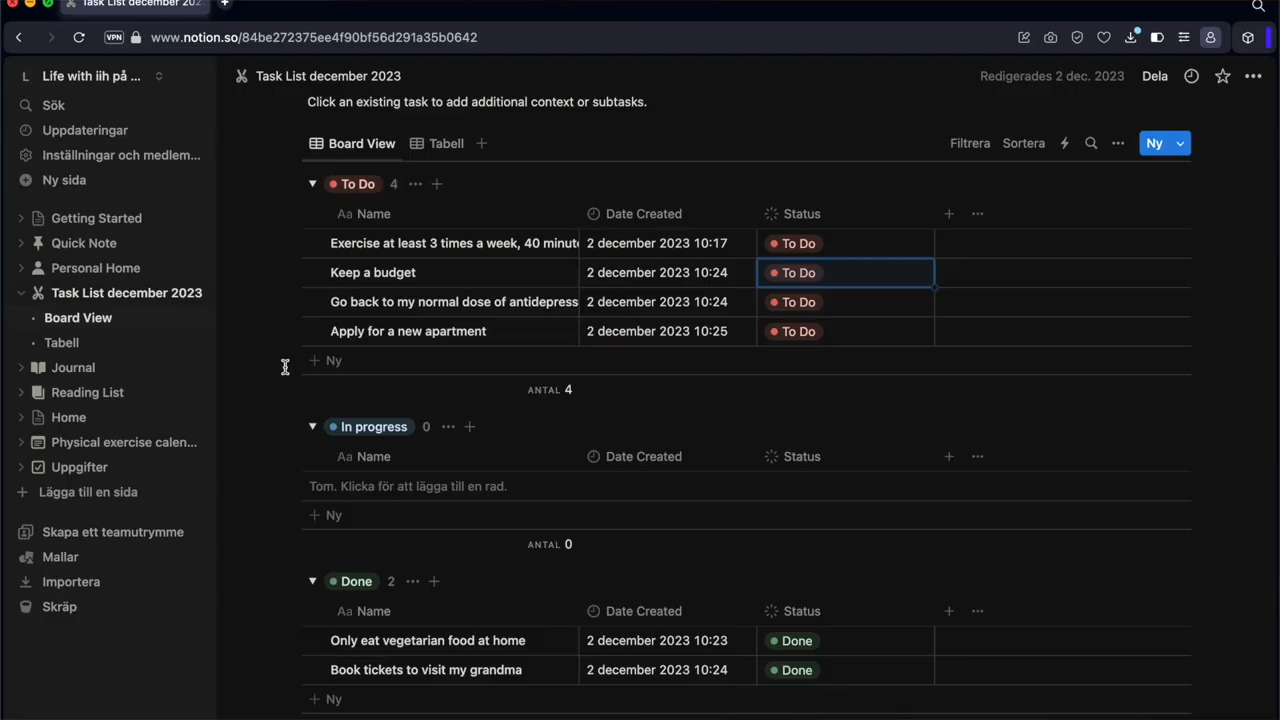 Task List december 202
VPN www.notion.so/84be272375ee4f90bf56d291a35b0642
L Life with iih på ...
Task List december 2023
Redigerades 2 dec. 2023 Dela
Sök
Uppdateringar
Inställningar och medlem...
Ny sida
Getting Started
Quick Note
Personal Home
Task List december 2023
Board View
Tabell
Journal
Reading List
Home
Physical exercise calen...
Uppgifter
Lägga till en sida
Skapa ett teamutrymme
Mallar
Importera
Skräp
Click an existing task to add additional context or subtasks.
Board View Tabell
Filtrera Sortera Ny
To Do 4
Aa Name Date Created Status
Exercise at least 3 times a week, 40 minut 2 december 2023 10:17 To Do
Keep a budget 2 december 2023 10:24 To Do
Go back to my normal dose of antidepress 2 december 2023 10:24 To Do
Apply for a new apartment 2 december 2023 10:25 To Do
+ Ny
ANTAL 4
In progress 0
Aa Name Date Created Status
Tom. Klicka för att lägga till en rad.
+ Ny
ANTAL 0
Done 2
Aa Name Date Created Status
Only eat vegetarian food at home 2 december 2023 10:23 Done
Book tickets to visit my grandma 2 december 2023 10:24 Done
+ Ny